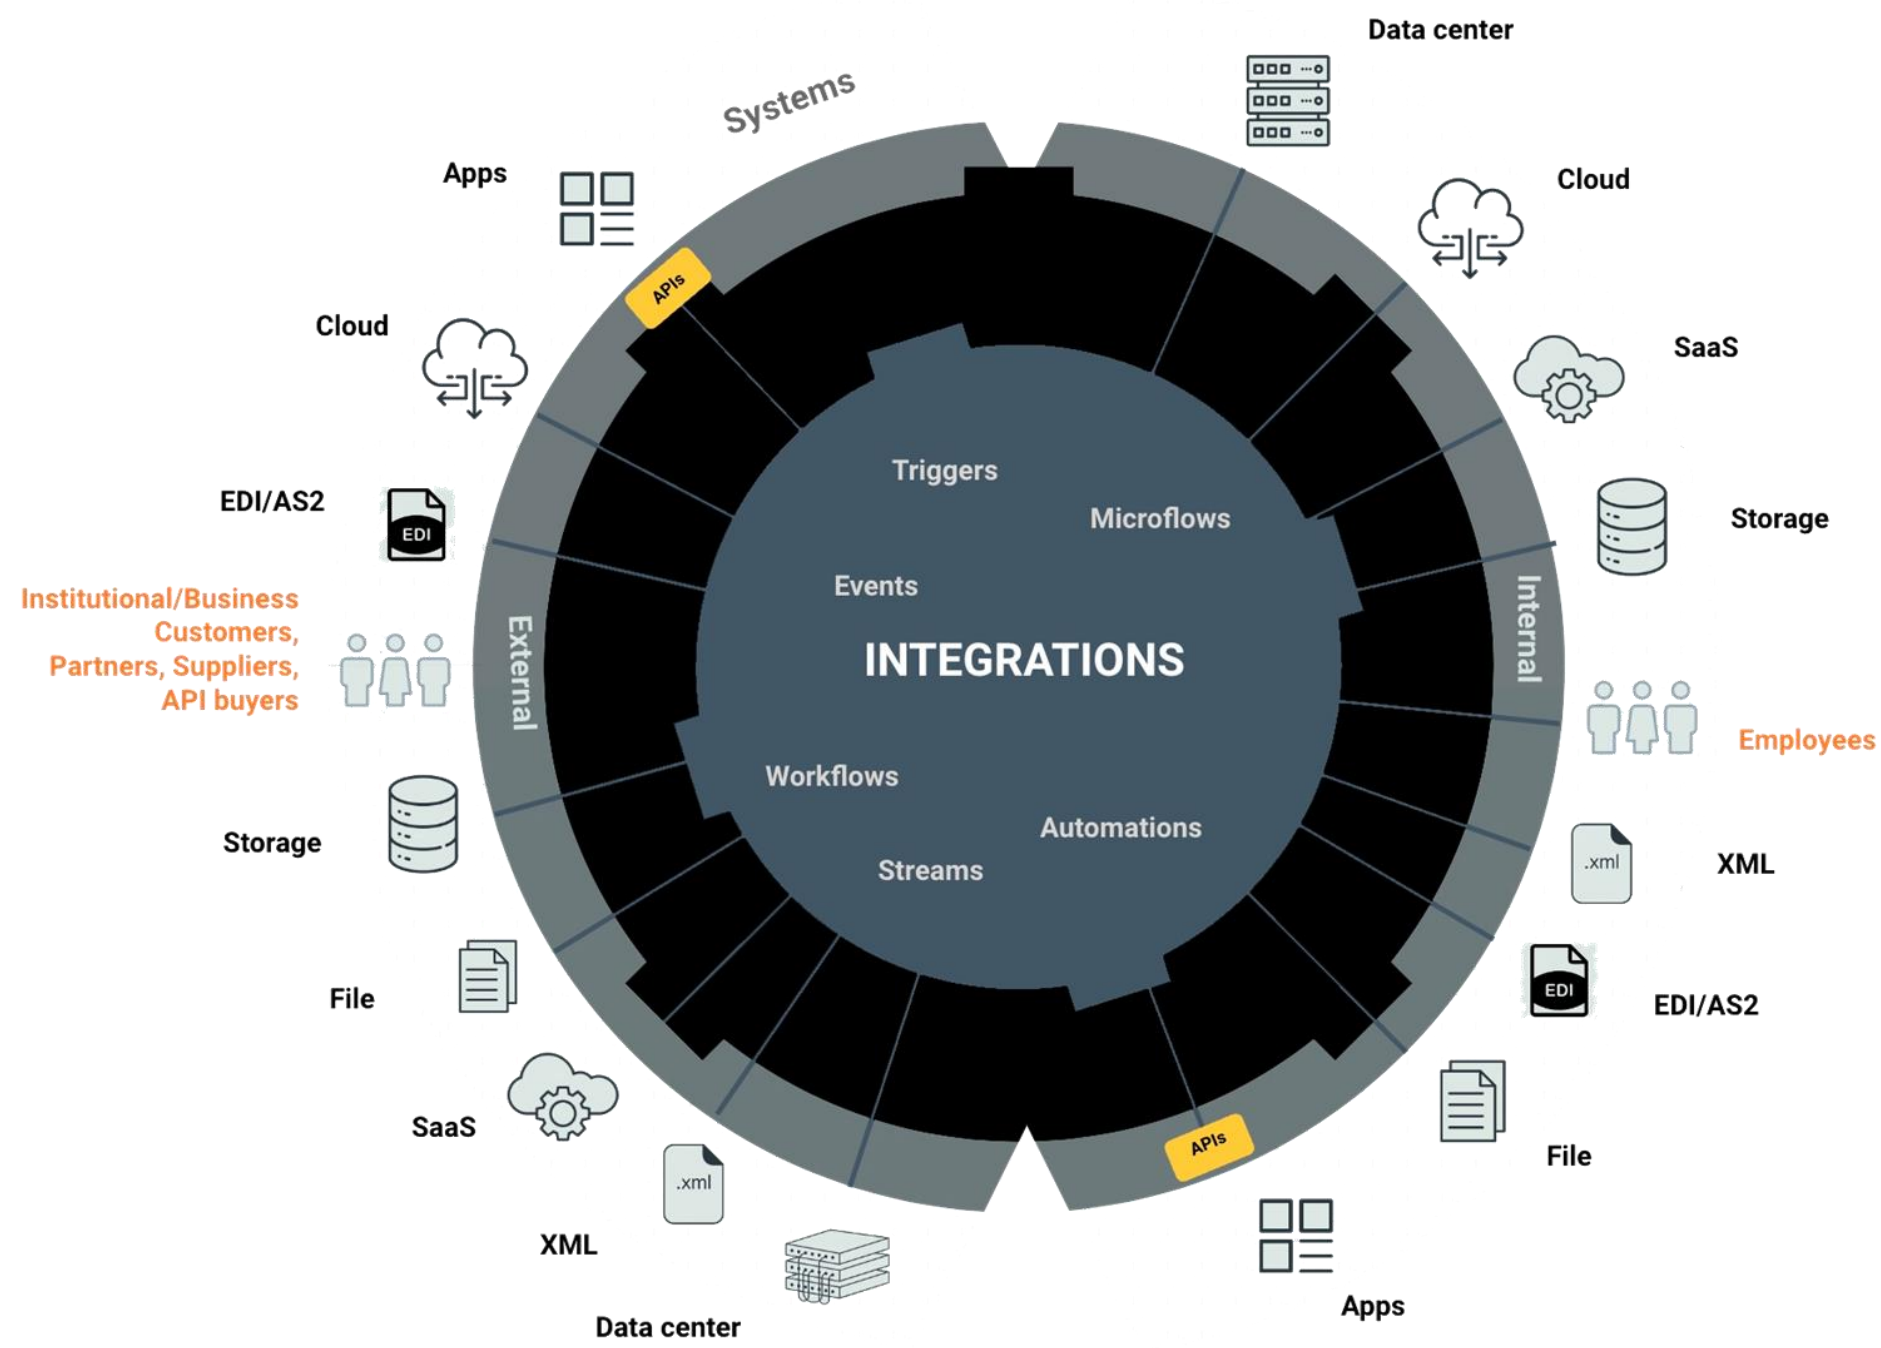 Data center
Systems
Apps
Cloud
APIs
Cloud
SaaS
Triggers
EDI/AS2
EDI
Microflows
Storage
Events
Institutional/Business
Customers,
Partners, Suppliers,
API buyers
External
INTEGRATIONS
Internal
Employees
Workflows
Storage
Automations
.xml
XML
Streams
File
EDI
EDI/AS2
SaaS
APIs
File
.xml
XML
Data center
Apps